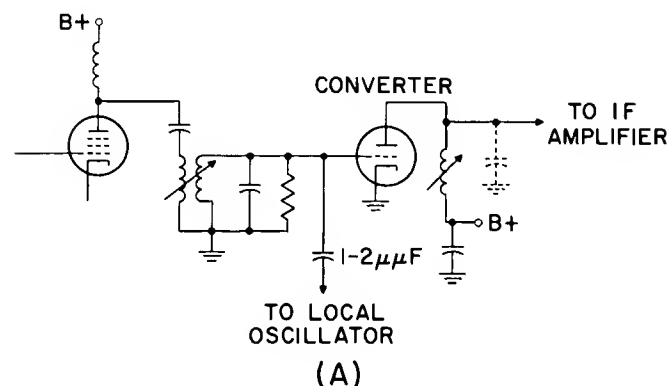 B+
CONVERTER
TO IF
AMPLIFIER
B+
1-2μμF
TO LOCAL
OSCILLATOR
(A)